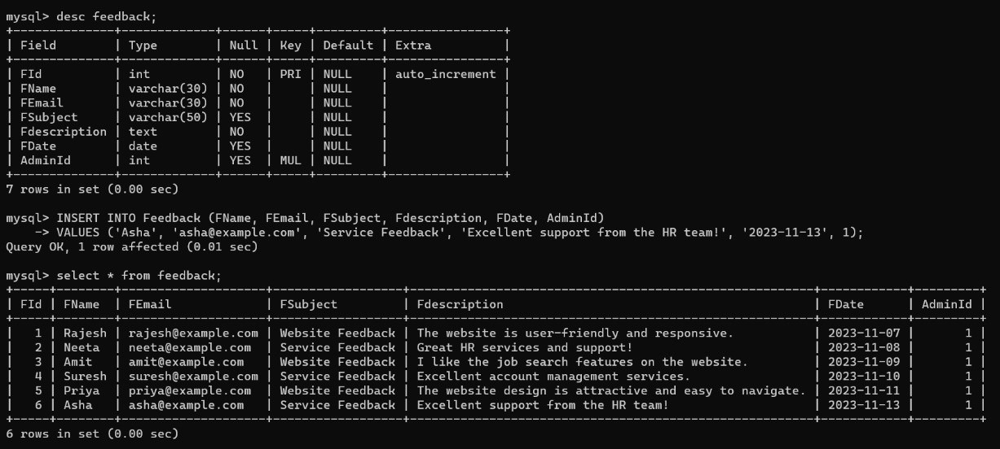 mysql> desc feedback;
+--------------+-------------+------+-----+---------+----------------+
| Field        | Type        | Null | Key | Default | Extra          |
+--------------+-------------+------+-----+---------+----------------+
| FId          | int         | NO   | PRI | NULL    | auto_increment |
| FName        | varchar(30) | NO   |     | NULL    |                |
| FEmail       | varchar(30) | NO   |     | NULL    |                |
| FSubject     | varchar(50) | YES  |     | NULL    |                |
| Fdescription | text        | NO   |     | NULL    |                |
| FDate        | date        | YES  |     | NULL    |                |
| AdminId      | int         | YES  | MUL | NULL    |                |
+--------------+-------------+------+-----+---------+----------------+
7 rows in set (0.00 sec)
mysql> INSERT INTO Feedback (FName, FEmail, FSubject, Fdescription, FDate, AdminId)
    -> VALUES ('Asha', 'asha@example.com', 'Service Feedback', 'Excellent support from the HR team!', '2023-11-13', 1);
Query OK, 1 row affected (0.01 sec)
mysql> select * from feedback;
+-----+--------+--------------------+------------------+--------------------------------------------------------+------------+---------+
| FId | FName  | FEmail             | FSubject         | Fdescription                                           | FDate      | AdminId |
+-----+--------+--------------------+------------------+--------------------------------------------------------+------------+---------+
|   1 | Rajesh | rajesh@example.com | Website Feedback | The website is user-friendly and responsive.           | 2023-11-07 |       1 |
|   2 | Neeta  | neeta@example.com  | Service Feedback | Great HR services and support!                         | 2023-11-08 |       1 |
|   3 | Amit   | amit@example.com   | Website Feedback | I like the job search features on the website.         | 2023-11-09 |       1 |
|   4 | Suresh | suresh@example.com | Service Feedback | Excellent account management services.                 | 2023-11-10 |       1 |
|   5 | Priya  | priya@example.com  | Website Feedback | The website design is attractive and easy to navigate. | 2023-11-11 |       1 |
|   6 | Asha   | asha@example.com   | Service Feedback | Excellent support from the HR team!                    | 2023-11-13 |       1 |
+-----+--------+--------------------+------------------+--------------------------------------------------------+------------+---------+
6 rows in set (0.00 sec)